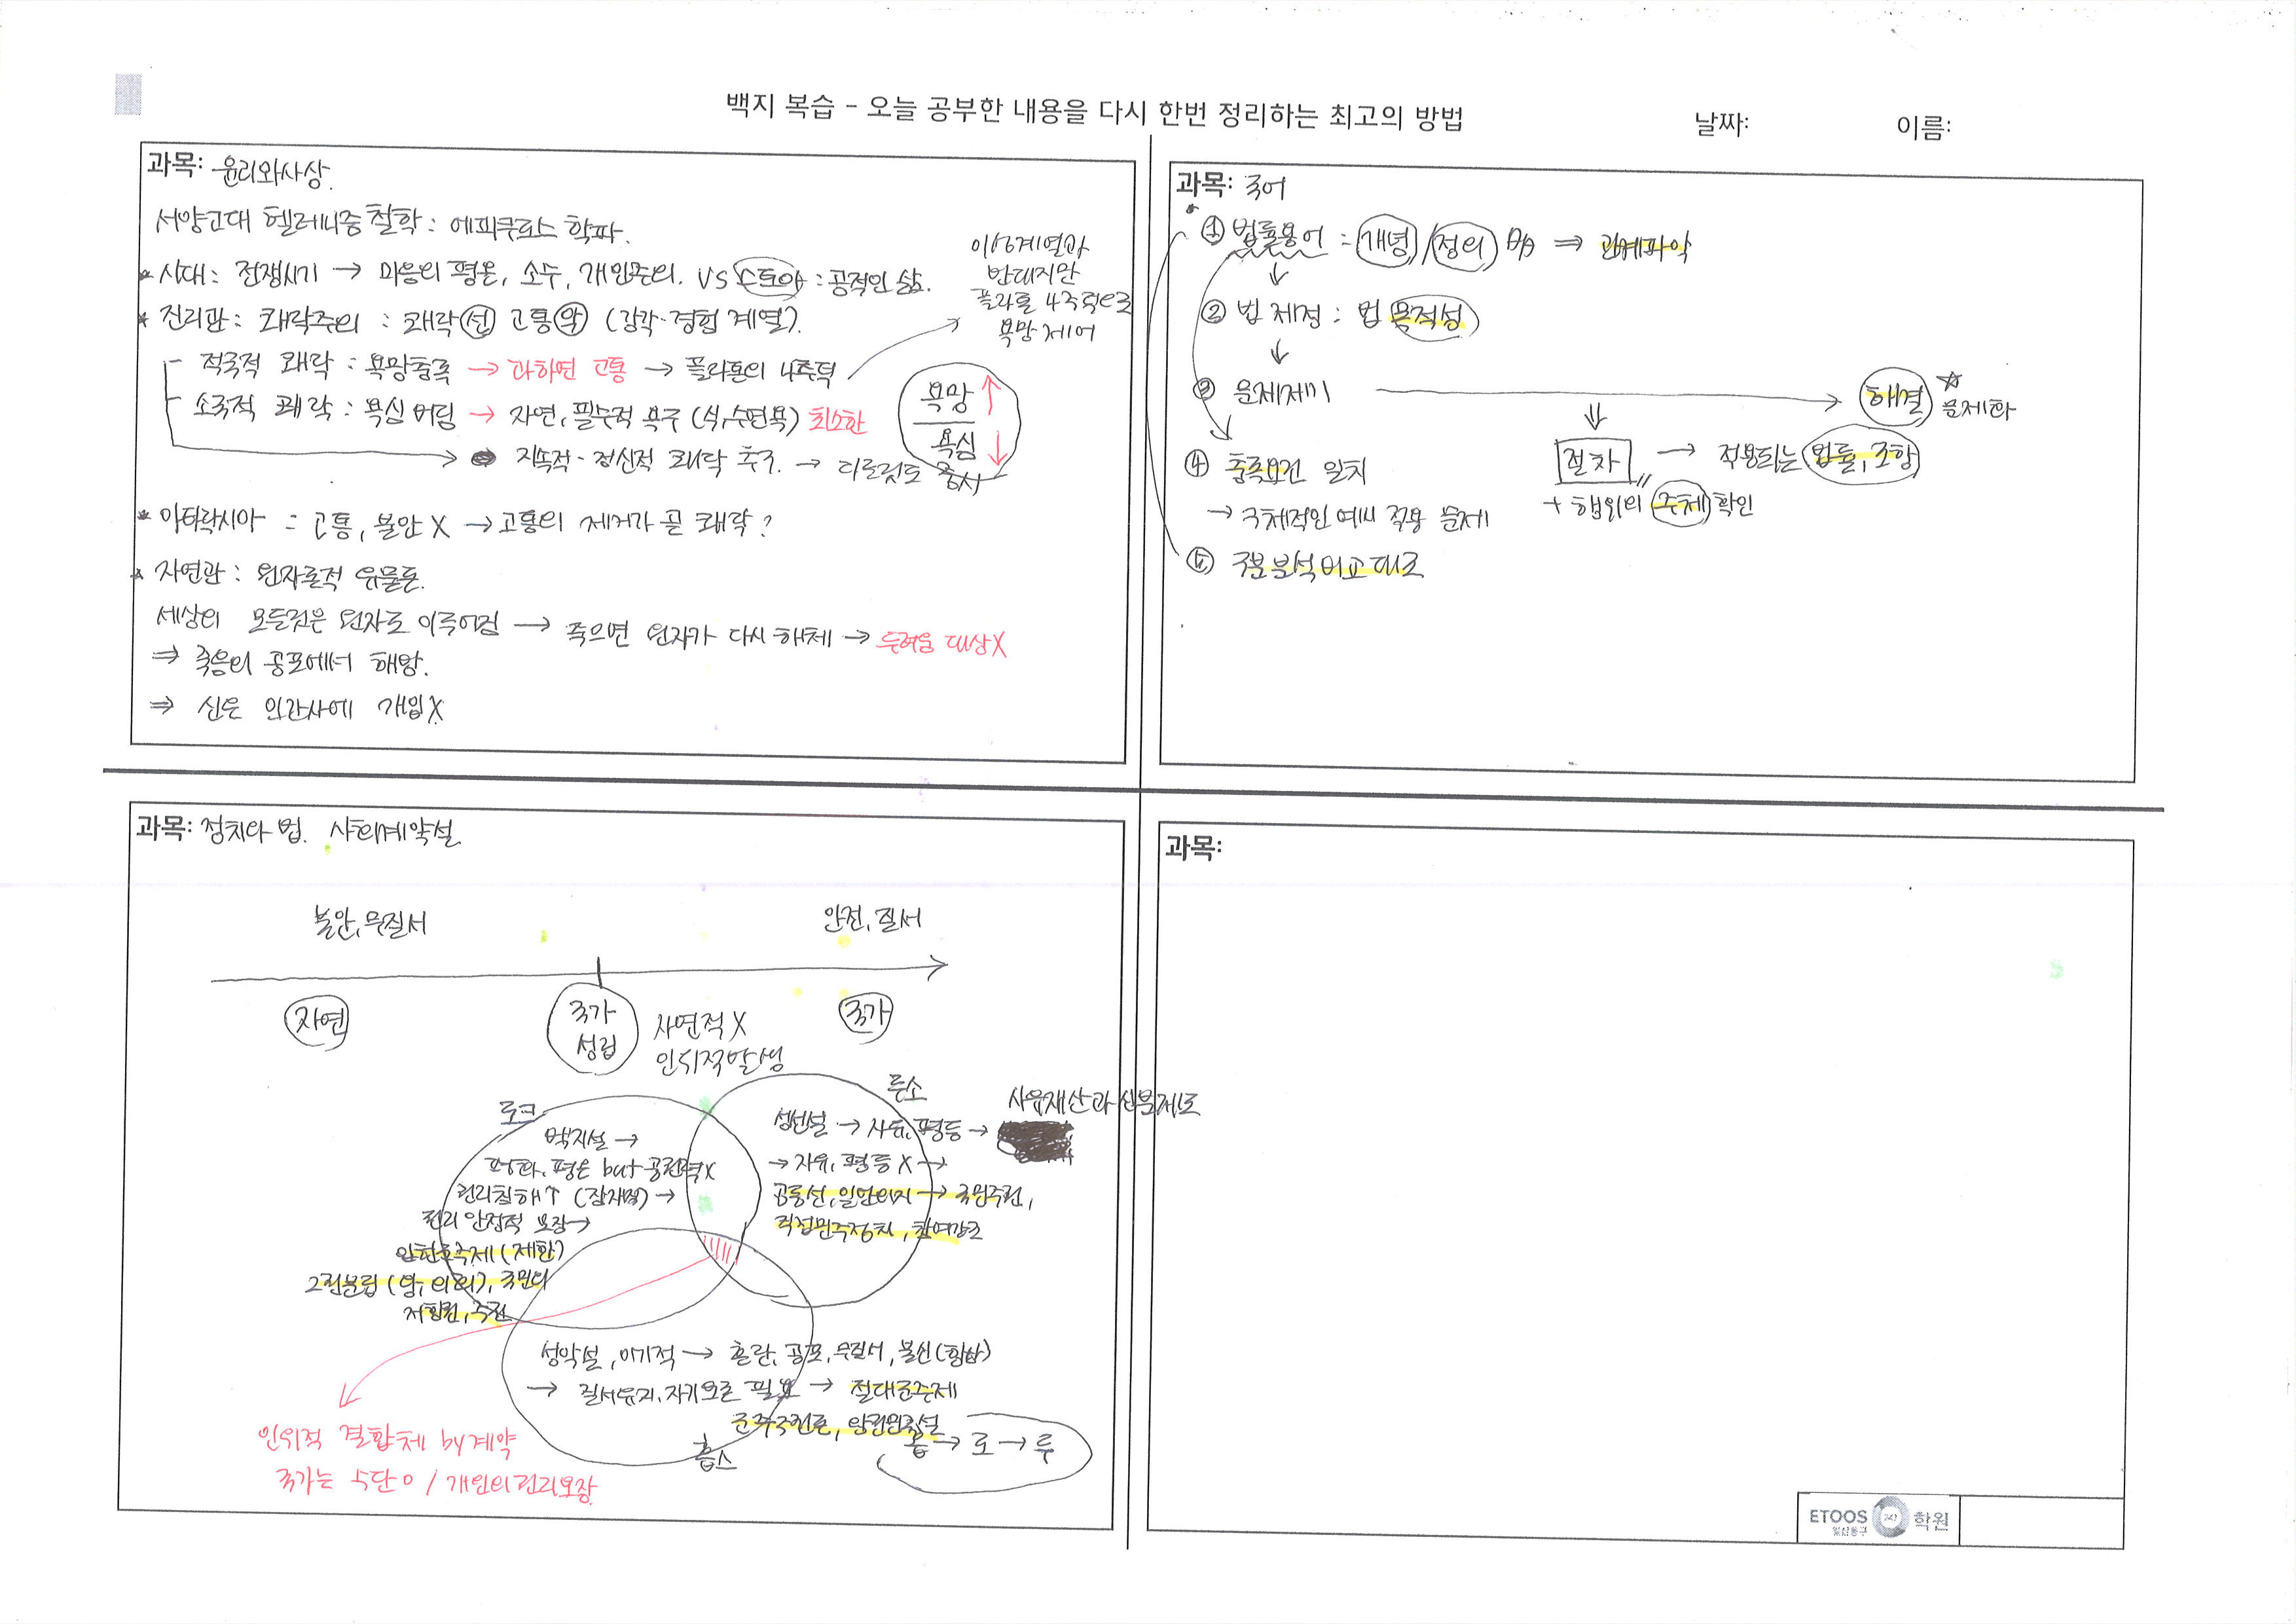 백지 복습 - 오늘 공부한 내용을 다시 한번 정리하는 최고의 방법
날짜:
이름:
과목: 윤리와사상.
서양고대 헬레니즘 철학: 에피쿠로스 학파.
* 시대: 전쟁시기 → 마음의 평온, 소수, 개인주의. VS 스토아 : 공적인 삶.
* 진리관: 쾌락주의 : 쾌락 선 고통 악 (감각·경험 계열).
이성계열과
반대지만
플라톤 4주덕으로
욕망 제어
- 적극적 쾌락 : 욕망충족 → 과하면 고통 → 플라톤의 4주덕
- 소극적 쾌락 : 욕심 버림 → 자연, 필수적 욕구 (식,수면욕) 최소한
욕망 ↑
욕심 ↓
→ 지속적·정신적 쾌락 추구. → 다른것도 중시
* 아타락시아 = 고통, 불안 X → 고통의 제거가 곧 쾌락?
* 자연관: 원자론적 유물론.
세상의 모든것은 원자로 이루어짐 → 죽으면 원자가 다시 해체 → 두려움 대상X
⇒ 죽음의 공포에서 해방.
⇒ 신은 인간사에 개입X
과목: 국어
① 법률용어 : 개념/정의 ⇒ 관계파악
② 법 제정 : 법 목적성
③ 문제제기 → 해결 ☆ 문제화
절차 → 적용되는 법률, 조항
+ 행위의 주체 확인
④ 충족요건 일치
→ 구체적인 예시 적용 문제
⑤ 구분 분석하고 대조
과목: 정치와 법. 사회계약설
불안, 무질서
안전, 질서
자연
국가
성립
자연적 X
인위적발생
국가
로크
백지설 →
평화, 평온 but 공권력X
권리침해↑ (잠재적) →
권리 안정적 보장→
입헌군주제 (제한)
2권분립 (입, 의회), 국민의
저항권, 주권
루소
성선설 → 자유, 평등 → 사유재산과 신분제로
→ 자유, 평등 X →
공동선, 일반의지 → 국민주권,
직접민주정치, 참여강조
성악설, 이기적 → 혼란, 공포, 무질서, 불신(항상)
→ 질서유지, 자기보존 필요 → 절대군주제
군주주권론, 왕권신수설
홉스
홉→로→루
인위적 결합체 by 계약
국가는 수단 O / 개인의 권리보장
과목:
ETOOS 247 학원
일산동구